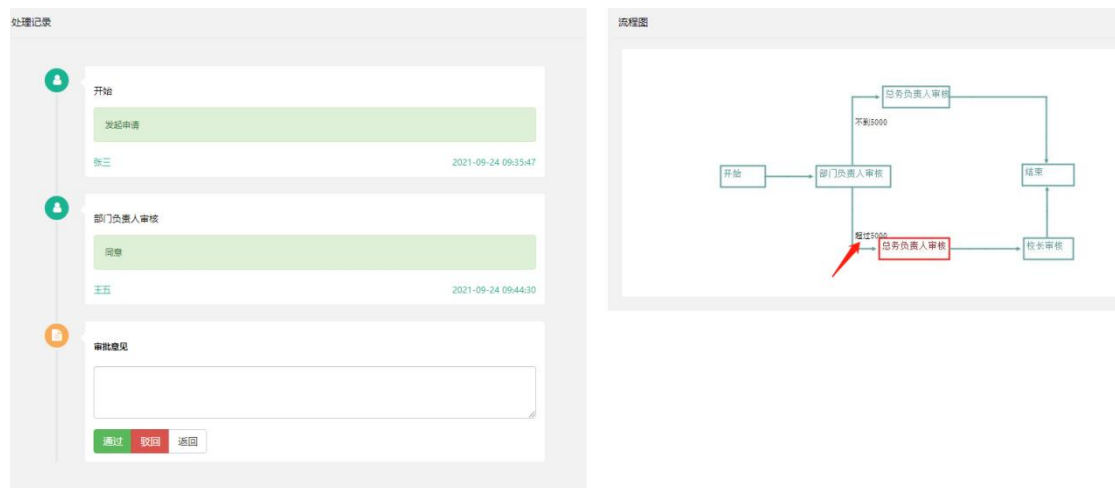 处理记录
开始
发起申请
张三 2021-09-24 09:35:47
部门负责人审核
同意
王五 2021-09-24 09:44:30
审批意见
通过 驳回 返回
流程图
总务负责人审核
不到5000
开始 部门负责人审核 结束
超过5000
总务负责人审核 校长审核